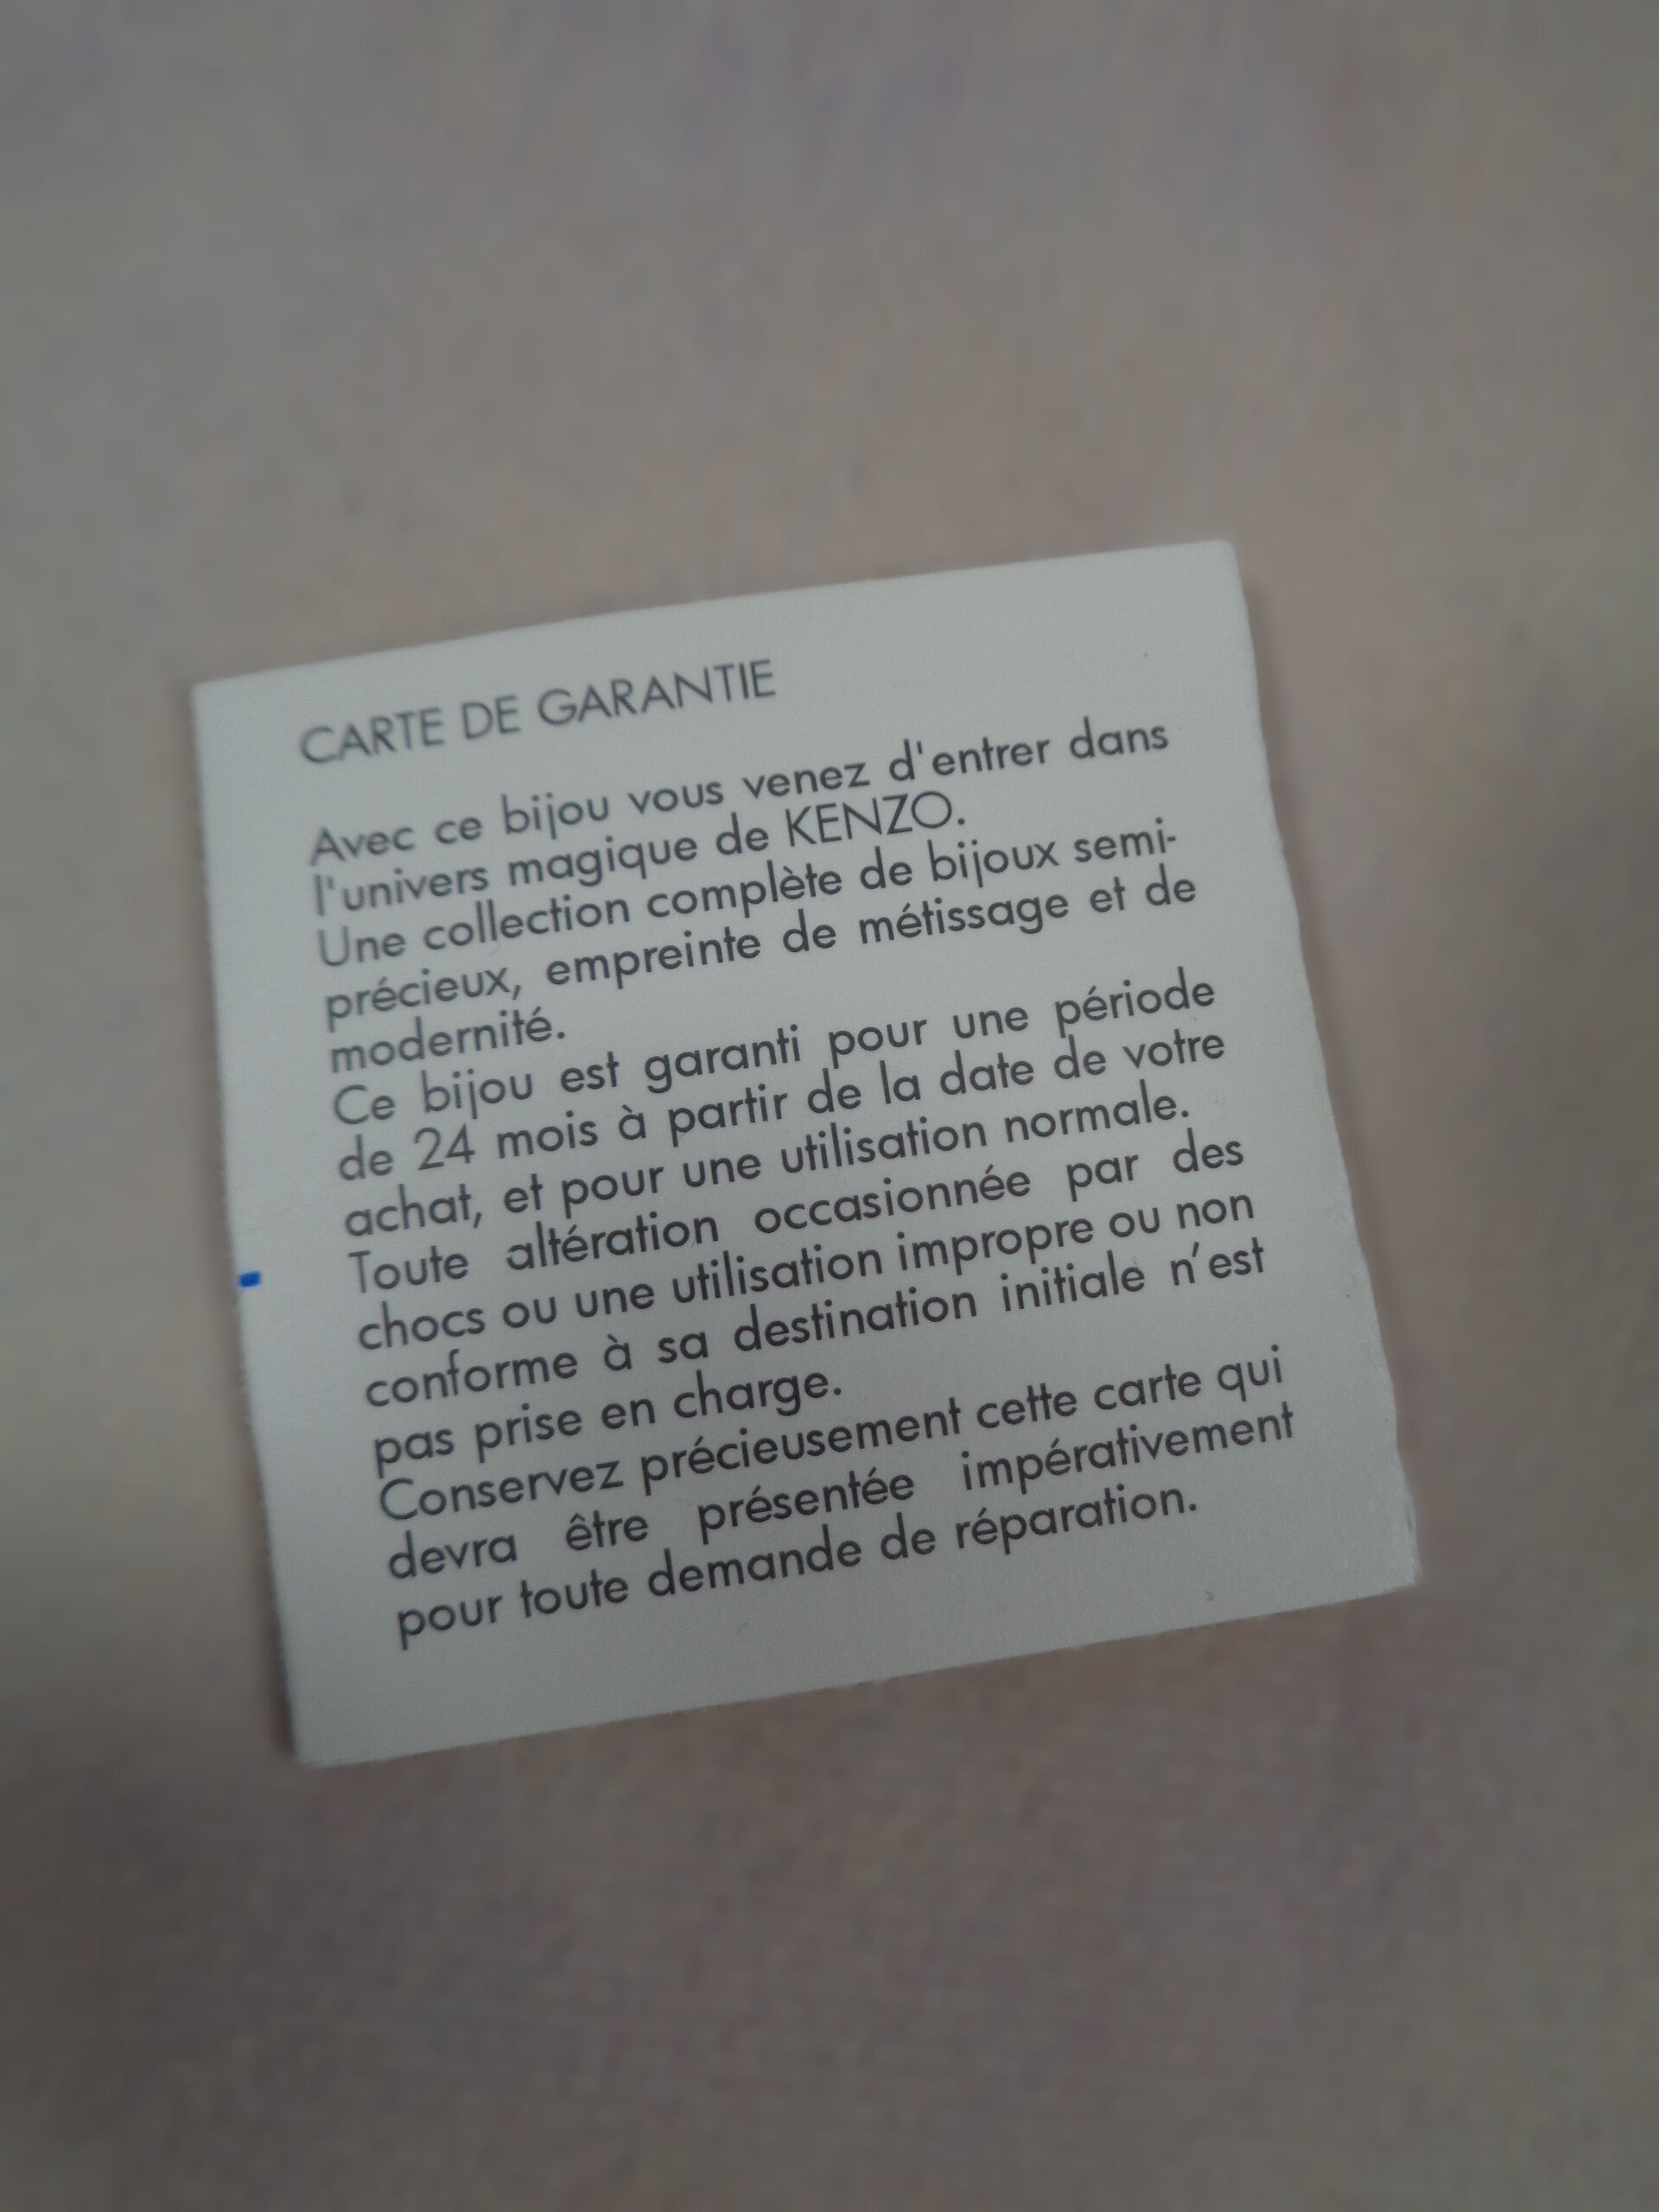 CARTE DE GARANTIE
Avec ce bijou vous venez d'entrer dans
l'univers magique de KENZO.
Une collection complète de bijoux semi-
précieux, empreinte de métissage et de
modernité.
Ce bijou est garanti pour une période
de 24 mois à partir de la date de votre
achat, et pour une utilisation normale.
Toute altération occasionnée par des
chocs ou une utilisation impropre ou non
conforme à sa destination initiale n'est
pas prise en charge.
Conservez précieusement cette carte qui
devra être présentée impérativement
pour toute demande de réparation.